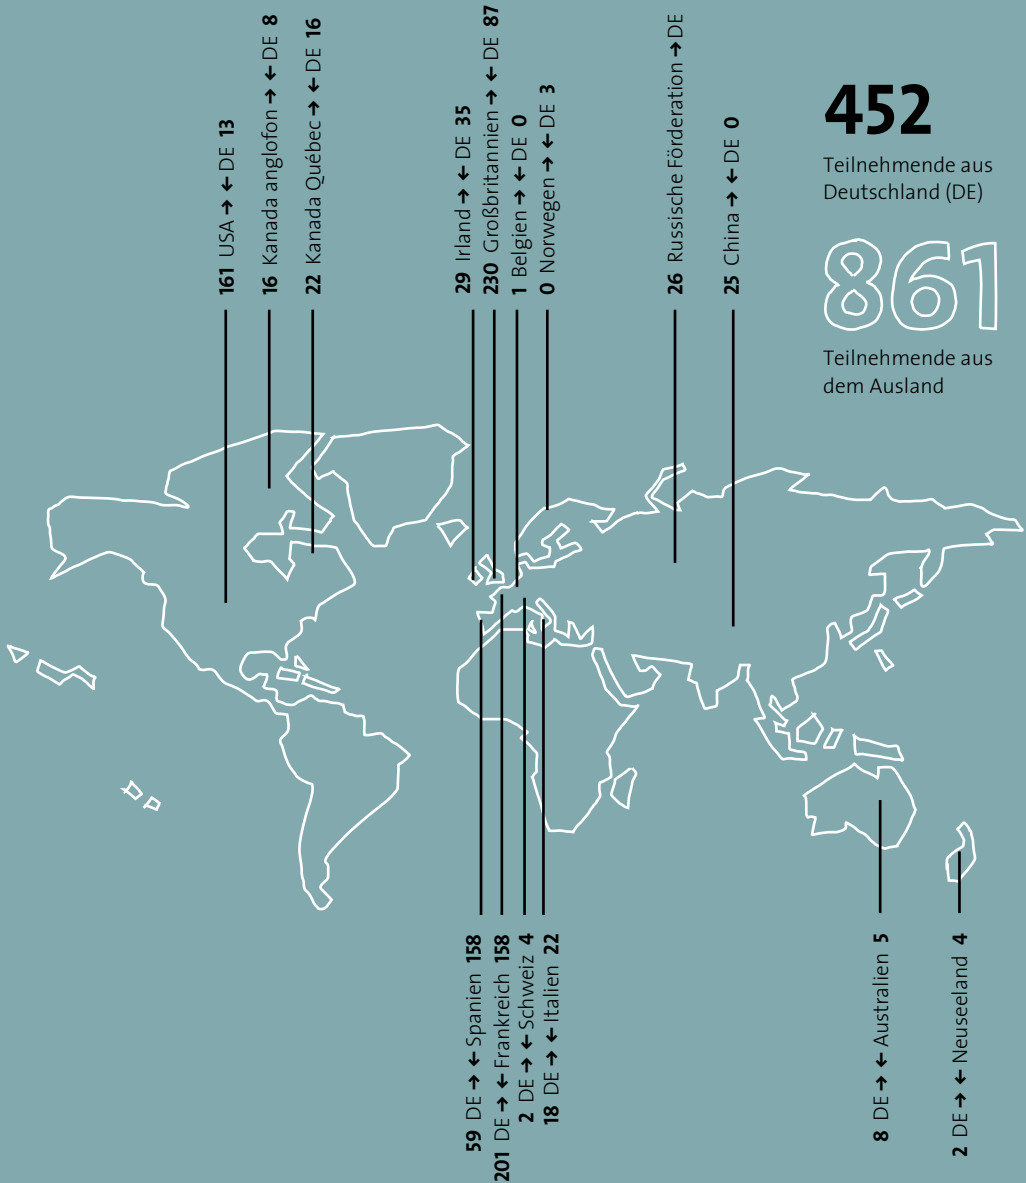 161 USA → ← DE 13
16 Kanada anglofon → ← DE 8
22 Kanada Québec → ← DE 16
29 Irland → ← DE 35
230 Großbritannien → ← DE 87
1 Belgien → ← DE 0
0 Norwegen → ← DE 3
26 Russische Förderation → DE
25 China → ← DE 0
452
Teilnehmende aus
Deutschland (DE)
861
Teilnehmende aus
dem Ausland
59 DE → ← Spanien 158
201 DE → ← Frankreich 158
2 DE → ← Schweiz 4
18 DE → ← Italien 22
8 DE → ← Australien 5
2 DE → ← Neuseeland 4